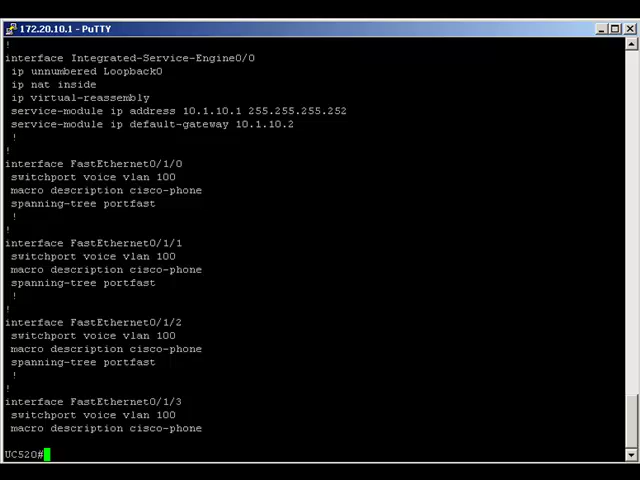 172.20.10.1 - PuTTY
!
interface Integrated-Service-Engine0/0
 ip unnumbered Loopback0
 ip nat inside
 ip virtual-reassembly
 service-module ip address 10.1.10.1 255.255.255.252
 service-module ip default-gateway 10.1.10.2
 !
!
interface FastEthernet0/1/0
 switchport voice vlan 100
 macro description cisco-phone
 spanning-tree portfast
 !
!
interface FastEthernet0/1/1
 switchport voice vlan 100
 macro description cisco-phone
 spanning-tree portfast
 !
!
interface FastEthernet0/1/2
 switchport voice vlan 100
 macro description cisco-phone
 spanning-tree portfast
 !
!
interface FastEthernet0/1/3
 switchport voice vlan 100
 macro description cisco-phone
UC520#